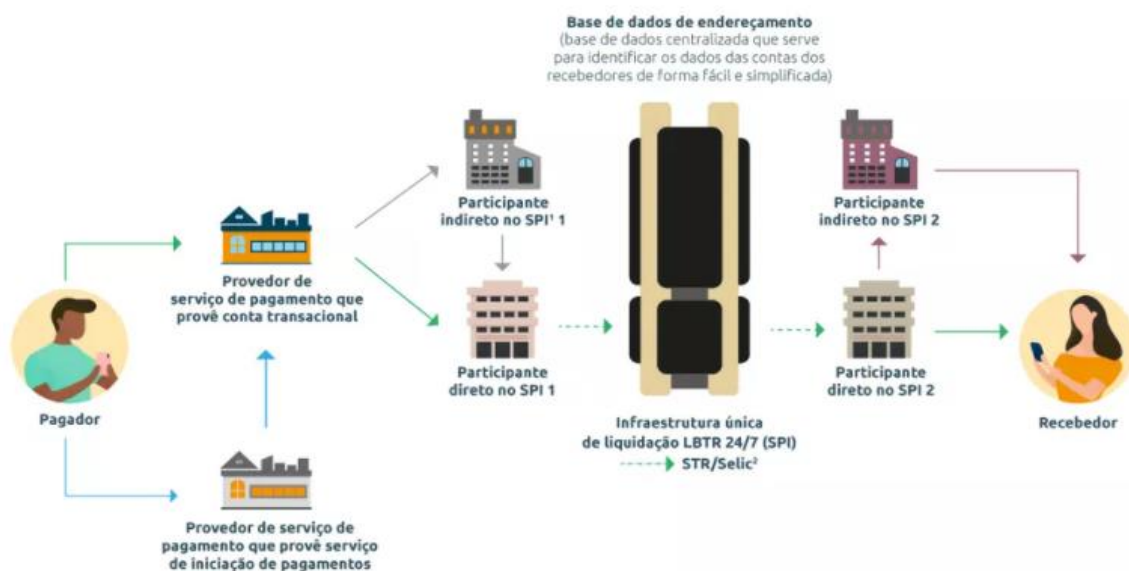 Base de dados de endereçamento
(base de dados centralizada que serve
para identificar os dados das contas dos
recebedores de forma fácil e simplificada)
Participante
indireto no SPI¹ 1
Participante
indireto no SPI 2
Provedor de
serviço de pagamento que
provê conta transacional
Participante
direto no SPI 1
Participante
direto no SPI 2
Pagador
Infraestrutura única
de liquidação LBTR 24/7 (SPI)
STR/Selic²
Recebedor
Provedor de serviço de
pagamento que provê serviço
de iniciação de pagamentos